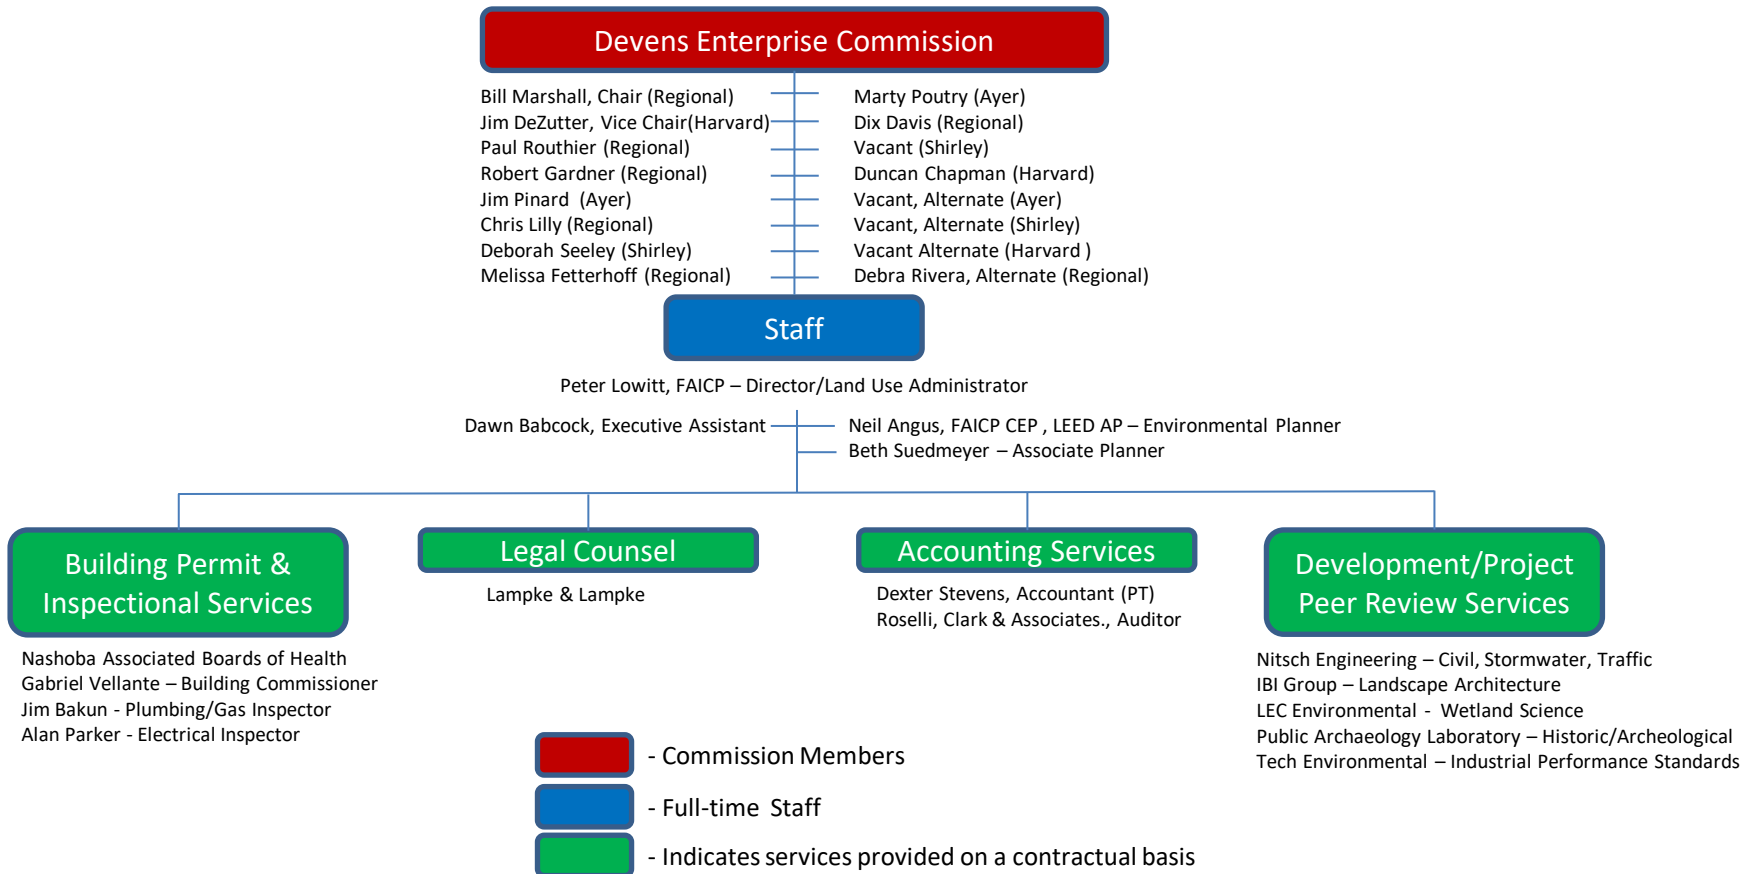 Devens Enterprise Commission
Bill Marshall, Chair (Regional)
Jim DeZutter, Vice Chair(Harvard)
Paul Routhier (Regional)
Robert Gardner (Regional)
Jim Pinard  (Ayer)
Chris Lilly (Regional)
Deborah Seeley (Shirley)
Melissa Fetterhoff (Regional)
Marty Poutry (Ayer)
Dix Davis (Regional)
Vacant (Shirley)
Duncan Chapman (Harvard)
Vacant, Alternate (Ayer)
Vacant, Alternate (Shirley)
Vacant Alternate (Harvard )
Debra Rivera, Alternate (Regional)
Staff
Peter Lowitt, FAICP – Director/Land Use Administrator
Dawn Babcock, Executive Assistant
Neil Angus, FAICP CEP , LEED AP – Environmental Planner
Beth Suedmeyer – Associate Planner
Building Permit &
Inspectional Services
Nashoba Associated Boards of Health
Gabriel Vellante – Building Commissioner
Jim Bakun - Plumbing/Gas Inspector
Alan Parker - Electrical Inspector
Legal Counsel
Lampke & Lampke
Accounting Services
Dexter Stevens, Accountant (PT)
Roselli, Clark & Associates., Auditor
Development/Project
Peer Review Services
Nitsch Engineering – Civil, Stormwater, Traffic
IBI Group – Landscape Architecture
LEC Environmental -  Wetland Science
Public Archaeology Laboratory – Historic/Archeological
Tech Environmental – Industrial Performance Standards
- Commission Members
- Full-time  Staff
- Indicates services provided on a contractual basis